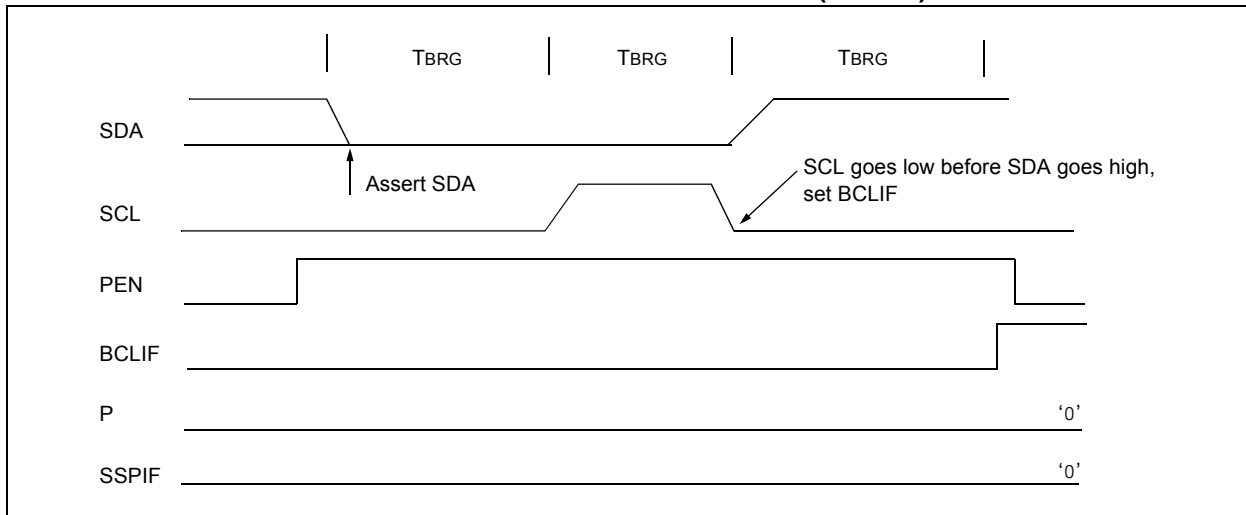 TBRG TBRG TBRG
SDA
Assert SDA
SCL goes low before SDA goes high,
set BCLIF
SCL
PEN
BCLIF
P
'0'
SSPIF
'0'